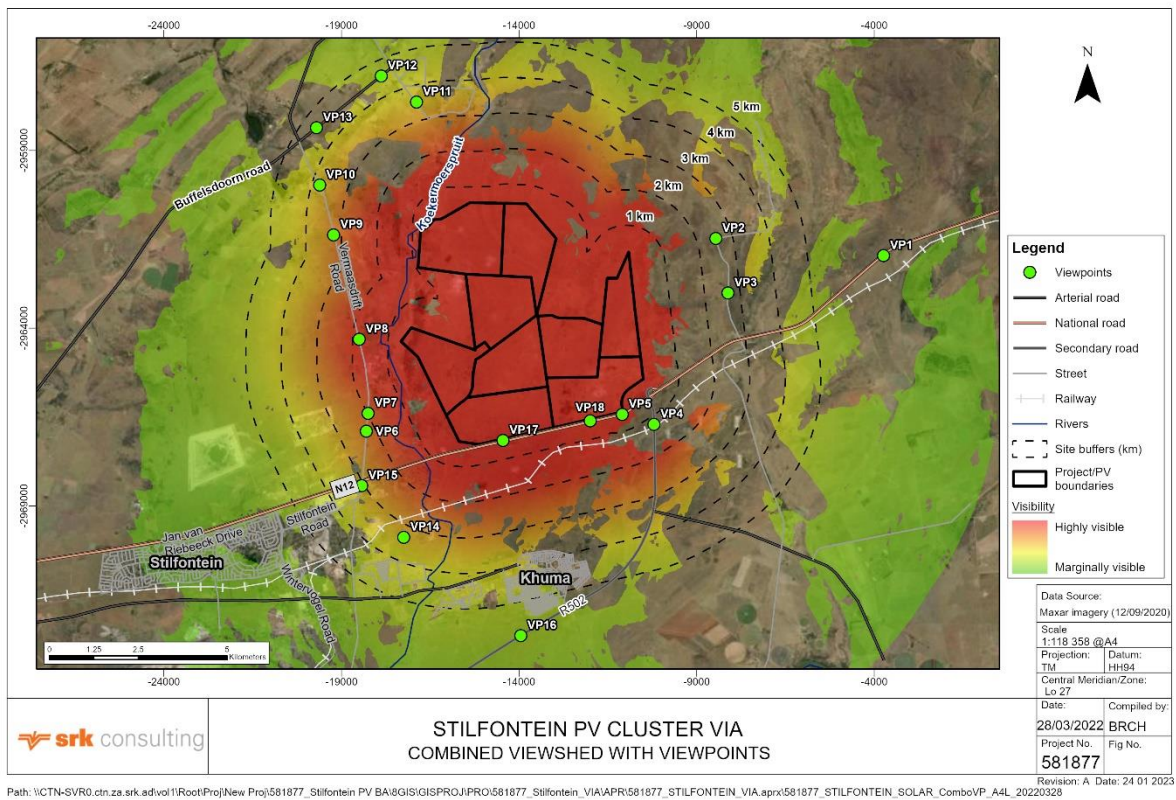 -24000
-19000
-14000
-9000
-4000
VP12
VP11
VP13
VP10
VP9
VP8
VP7
VP6
VP15
VP14
VP16
VP17
VP18
VP5
VP4
VP3
VP2
VP1
5 km
4 km
3 km
2 km
1 km
Buffelsdoorn road
Koekemoerspruit
Vermaasdrift
Road
N12
Jan van
Riebeeck Drive
Stilfontein
Road
Stilfontein
Wintervogel Road
Khuma
R502
-2959000
-2964000
-2969000
-2959000
-2964000
-2969000
0 1.25 2.5 5
Kilometers
-24000
-19000
-14000
-9000
-4000
N
Legend
Viewpoints
Arterial road
National road
Secondary road
Street
Railway
Rivers
Site buffers (km)
Project/PV
boundaries
Visibility
Highly visible
Marginally visible
Data Source:
Maxar imagery (12/09/2020)
Scale
1:118 358 @A4
Projection:
TM
Datum:
HH94
Central Meridian/Zone:
Lo 27
Date:
28/03/2022
Compiled by:
BRCH
Project No.
581877
Fig No.
Revision: A Date: 24 01 2023
srk consulting
STILFONTEIN PV CLUSTER VIA
COMBINED VIEWSHED WITH VIEWPOINTS
Path: \\CTN-SVR0.ctn.za.srk.ad\vol1\Root\Proj\New Proj\581877_Stilfontein PV BA\8GIS\GISPROJ\PRO\581877_Stilfontein_VIA\APR\581877_STILFONTEIN_VIA.aprx\581877_STILFONTEIN_SOLAR_ComboVP_A4L_20220328